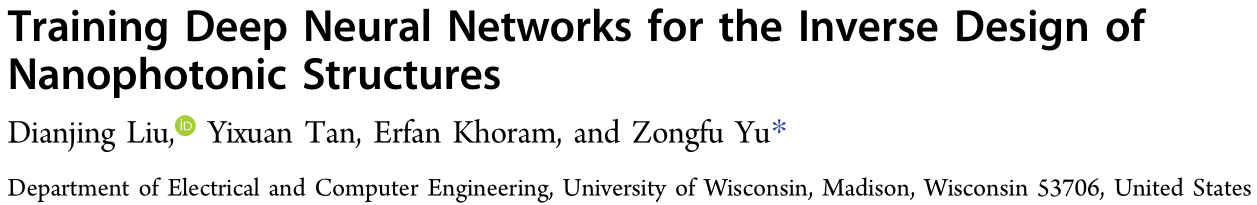 Training Deep Neural Networks for the Inverse Design of
Nanophotonic Structures
Dianjing Liu, iD Yixuan Tan, Erfan Khoram, and Zongfu Yu*
Department of Electrical and Computer Engineering, University of Wisconsin, Madison, Wisconsin 53706, United States